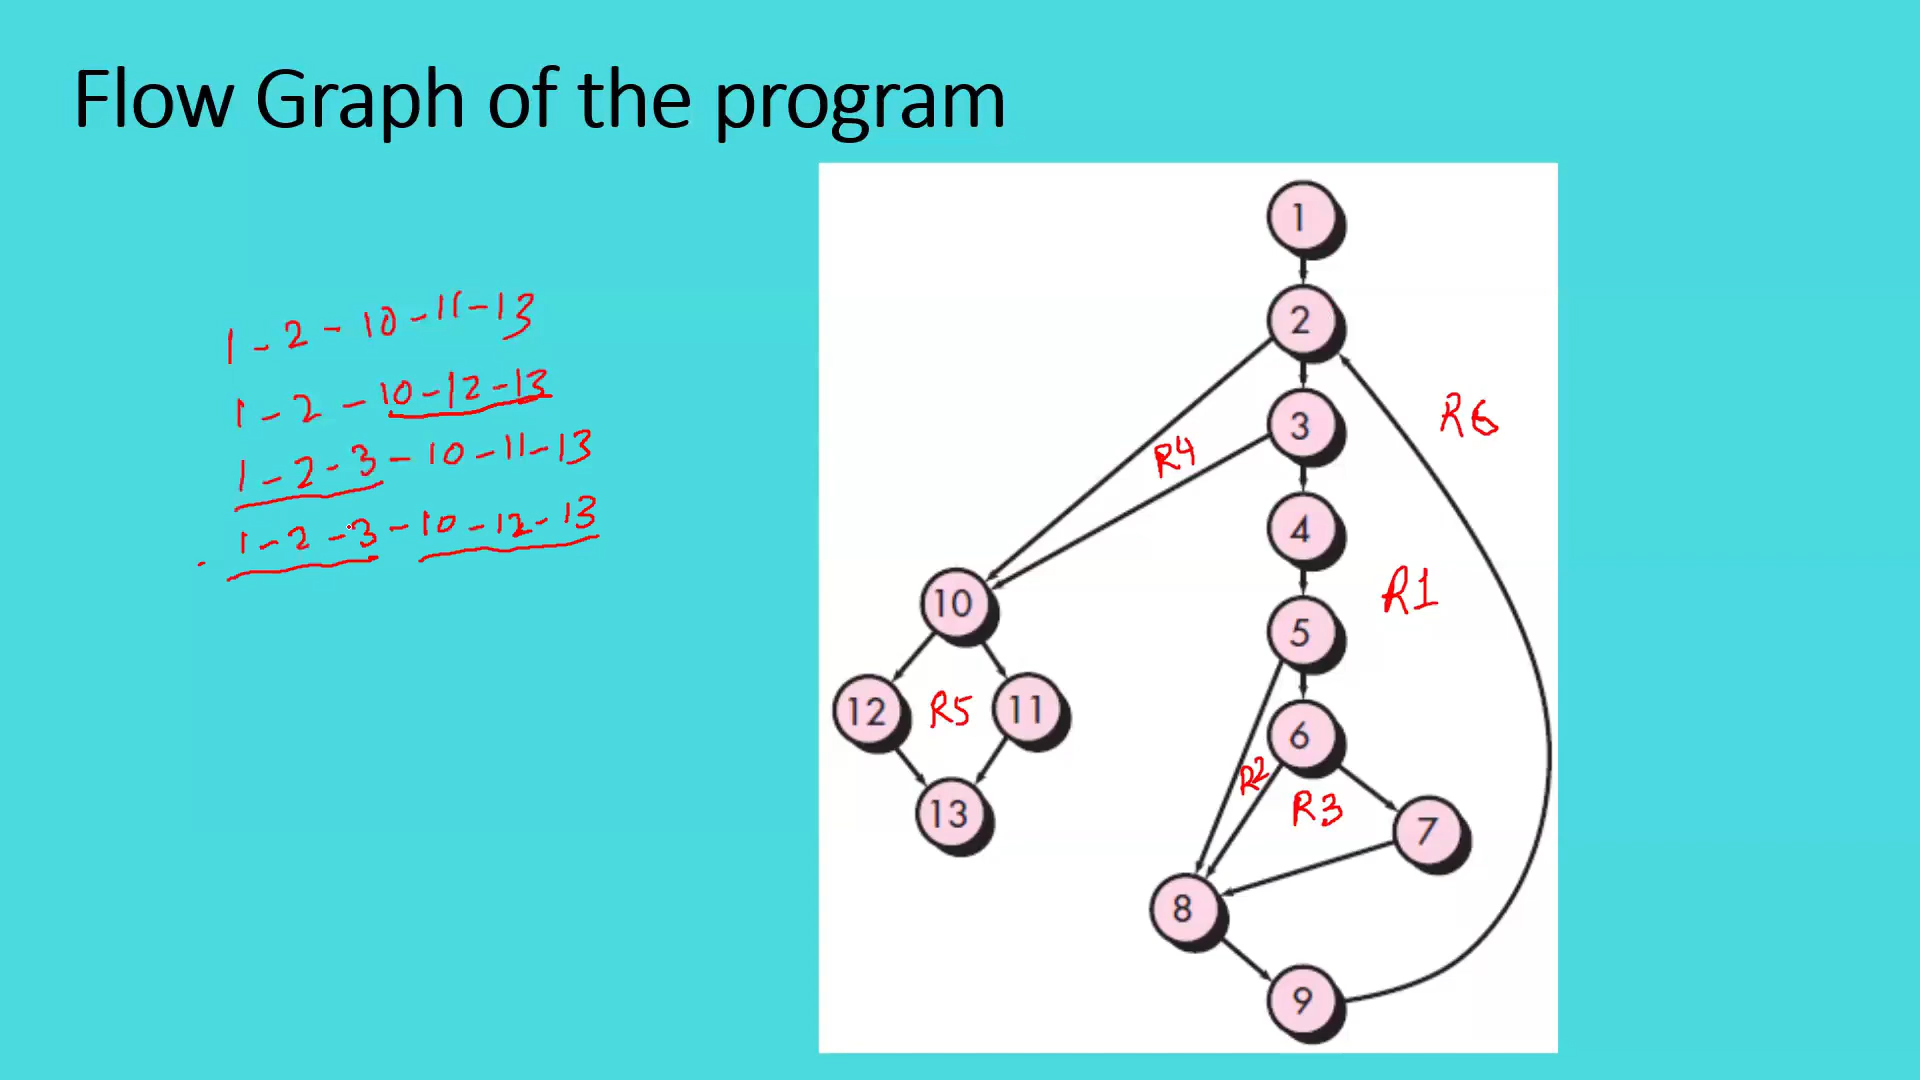 Flow Graph of the program
1 - 2 - 10 - 11 - 13
1 - 2 - 10 - 12 - 13
1 - 2 - 3 - 10 - 11 - 13
1 - 2 - 3 - 10 - 12 - 13
1
2
R6
3
R4
4
R1
10
5
12
R5
11
6
R2
R3
13
7
8
9